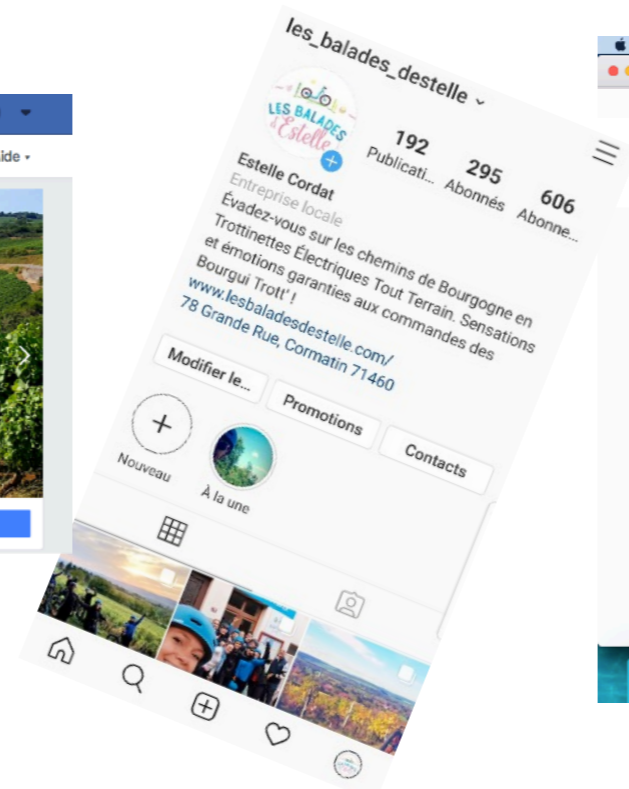 les_balades_destelle
LES BALADES
d'Estelle
192
Publicati...
295
Abonnés
606
Abonne...
Estelle Cordat
Entreprise locale
Évadez-vous sur les chemins de Bourgogne en
Trottinettes Électriques Tout Terrain. Sensations
et émotions garanties aux commandes des
Bourgui Trott' !
www.lesbaladesdestelle.com/
78 Grande Rue, Cormatin 71460
Modifier le...
Promotions
Contacts
Nouveau
À la une
ide